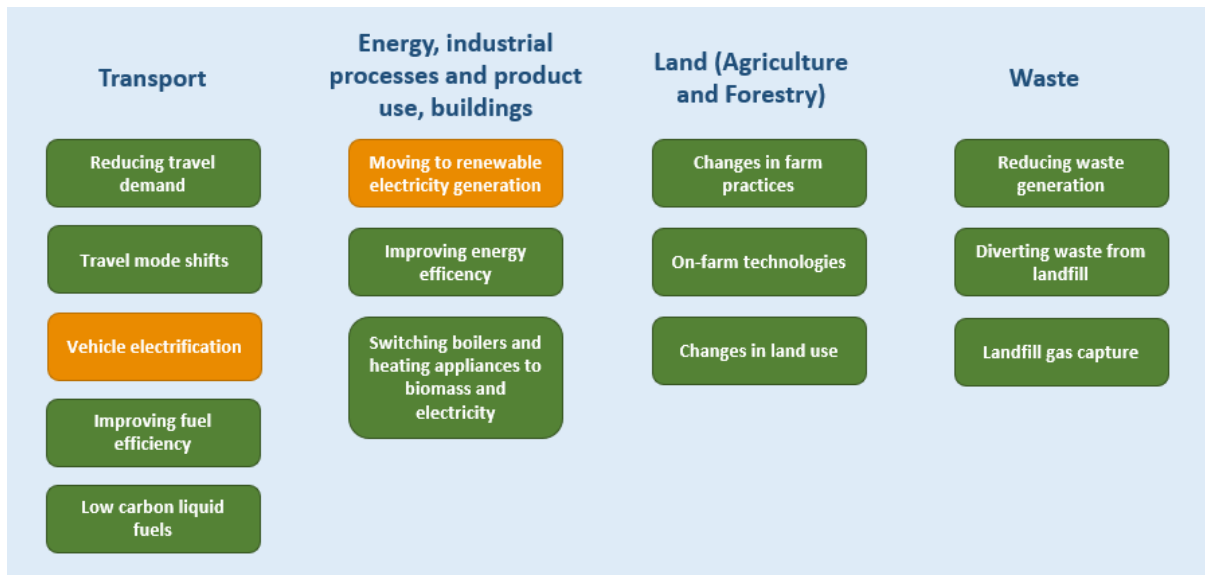 Transport
Reducing travel
demand
Travel mode shifts
Vehicle electrification
Improving fuel
efficiency
Low carbon liquid
fuels
Energy, industrial
processes and product
use, buildings
Moving to renewable
electricity generation
Improving energy
efficency
Switching boilers and
heating appliances to
biomass and
electricity
Land (Agriculture
and Forestry)
Changes in farm
practices
On-farm technologies
Changes in land use
Waste
Reducing waste
generation
Diverting waste from
landfill
Landfill gas capture